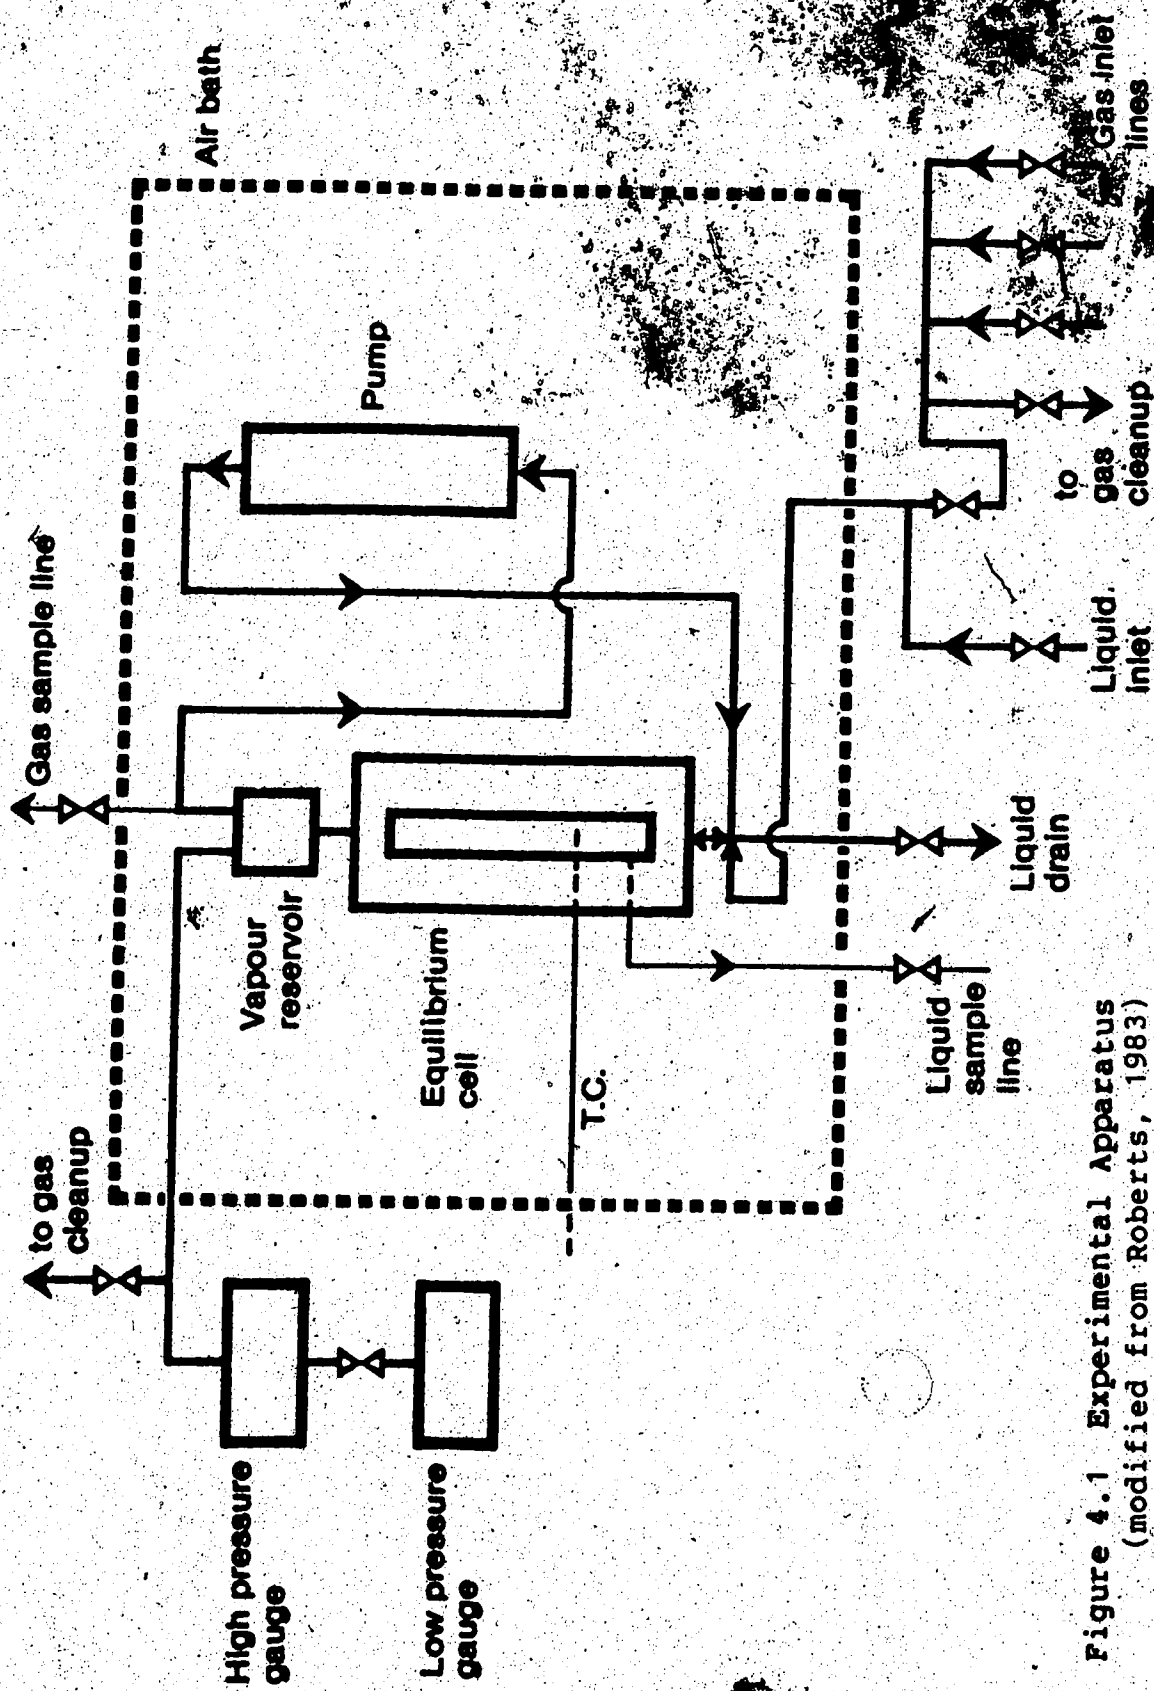 Air bath
Gas sample line
to gas
cleanup
Pump
Vapour
reservoir
Equilibrium
cell
T.C.
High pressure
gauge
Low pressure
gauge
Liquid
sample
line
Liquid
drain
Liquid
inlet
to
gas
cleanup
Gas inlet
lines
Figure 4.1 Experimental Apparatus
(modified from Roberts, 1983)